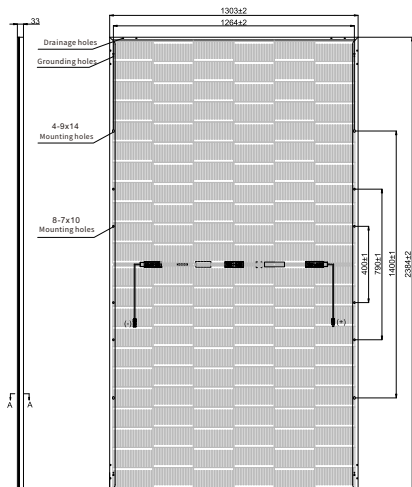 1303±2
1264±2
33
Drainage holes
Grounding holes
4-9x14
Mounting holes
8-7x10
Mounting holes
400±1
790±1
1400±1
2384±2
(-)
(+)
A
A